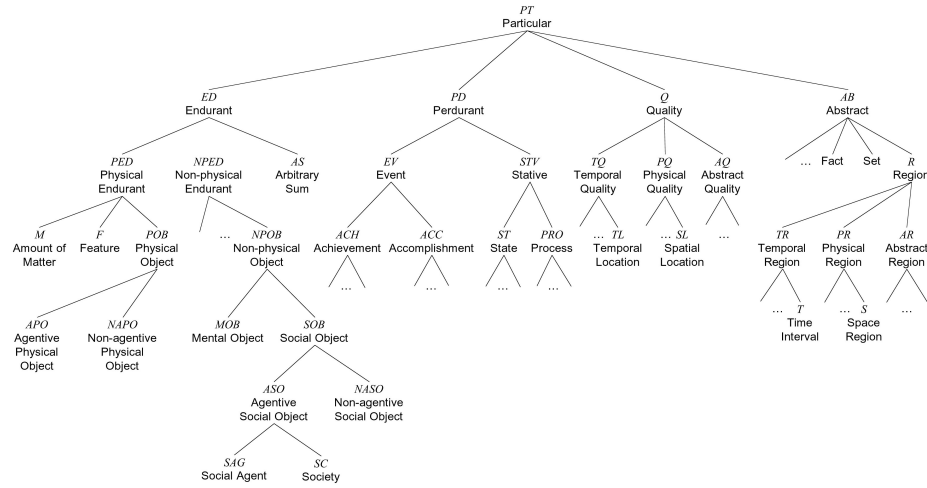 PT
Particular
ED
Endurant
PD
Perdurant
Q
Quality
AB
Abstract
PED
Physical
Endurant
NPED
Non-physical
Endurant
AS
Arbitrary
Sum
EV
Event
STV
Stative
TQ
Temporal
Quality
PQ
Physical
Quality
AQ
Abstract
Quality
… Fact Set
R
Region
M
Amount of
Matter
F
Feature
POB
Physical
Object
…
NPOB
Non-physical
Object
ACH
Achievement
…
ACC
Accomplishment
…
ST
State
…
PRO
Process
…
… TL
Temporal
Location
… SL
Spatial
Location
…
TR
Temporal
Region
PR
Physical
Region
AR
Abstract
Region
… T
Time
Interval
… S
Space
Region
…
APO
Agentive
Physical
Object
NAPO
Non-agentive
Physical
Object
MOB
Mental Object
SOB
Social Object
ASO
Agentive
Social Object
NASO
Non-agentive
Social Object
SAG
Social Agent
SC
Society